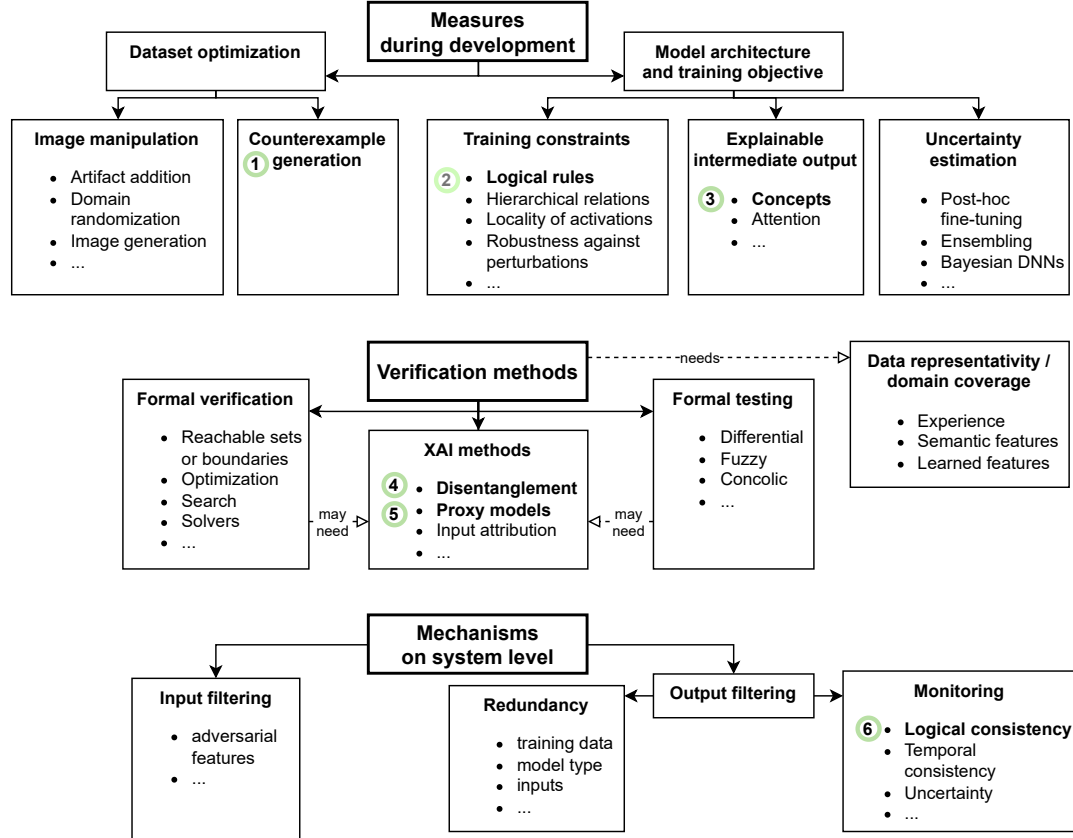 Measures
during development
Dataset optimization
Model architecture
and training objective
Image manipulation
• Artifact addition
• Domain
randomization
• Image generation
• ...
Counterexample
1 generation
Training constraints
2 • Logical rules
• Hierarchical relations
• Locality of activations
• Robustness against
perturbations
• ...
Explainable
intermediate output
3 • Concepts
• Attention
• ...
Uncertainty
estimation
• Post-hoc
fine-tuning
• Ensembling
• Bayesian DNNs
• ...
Verification methods
needs
Data representativity /
domain coverage
• Experience
• Semantic features
• Learned features
Formal verification
• Reachable sets
or boundaries
• Optimization
• Search
• Solvers
• ...
may
need
XAI methods
4 • Disentanglement
5 • Proxy models
• Input attribution
• ...
may
need
Formal testing
• Differential
• Fuzzy
• Concolic
• ...
Mechanisms
on system level
Input filtering
• adversarial
features
• ...
Output filtering
Redundancy
• training data
• model type
• inputs
• ...
Monitoring
6 • Logical consistency
• Temporal
consistency
• Uncertainty
• ...